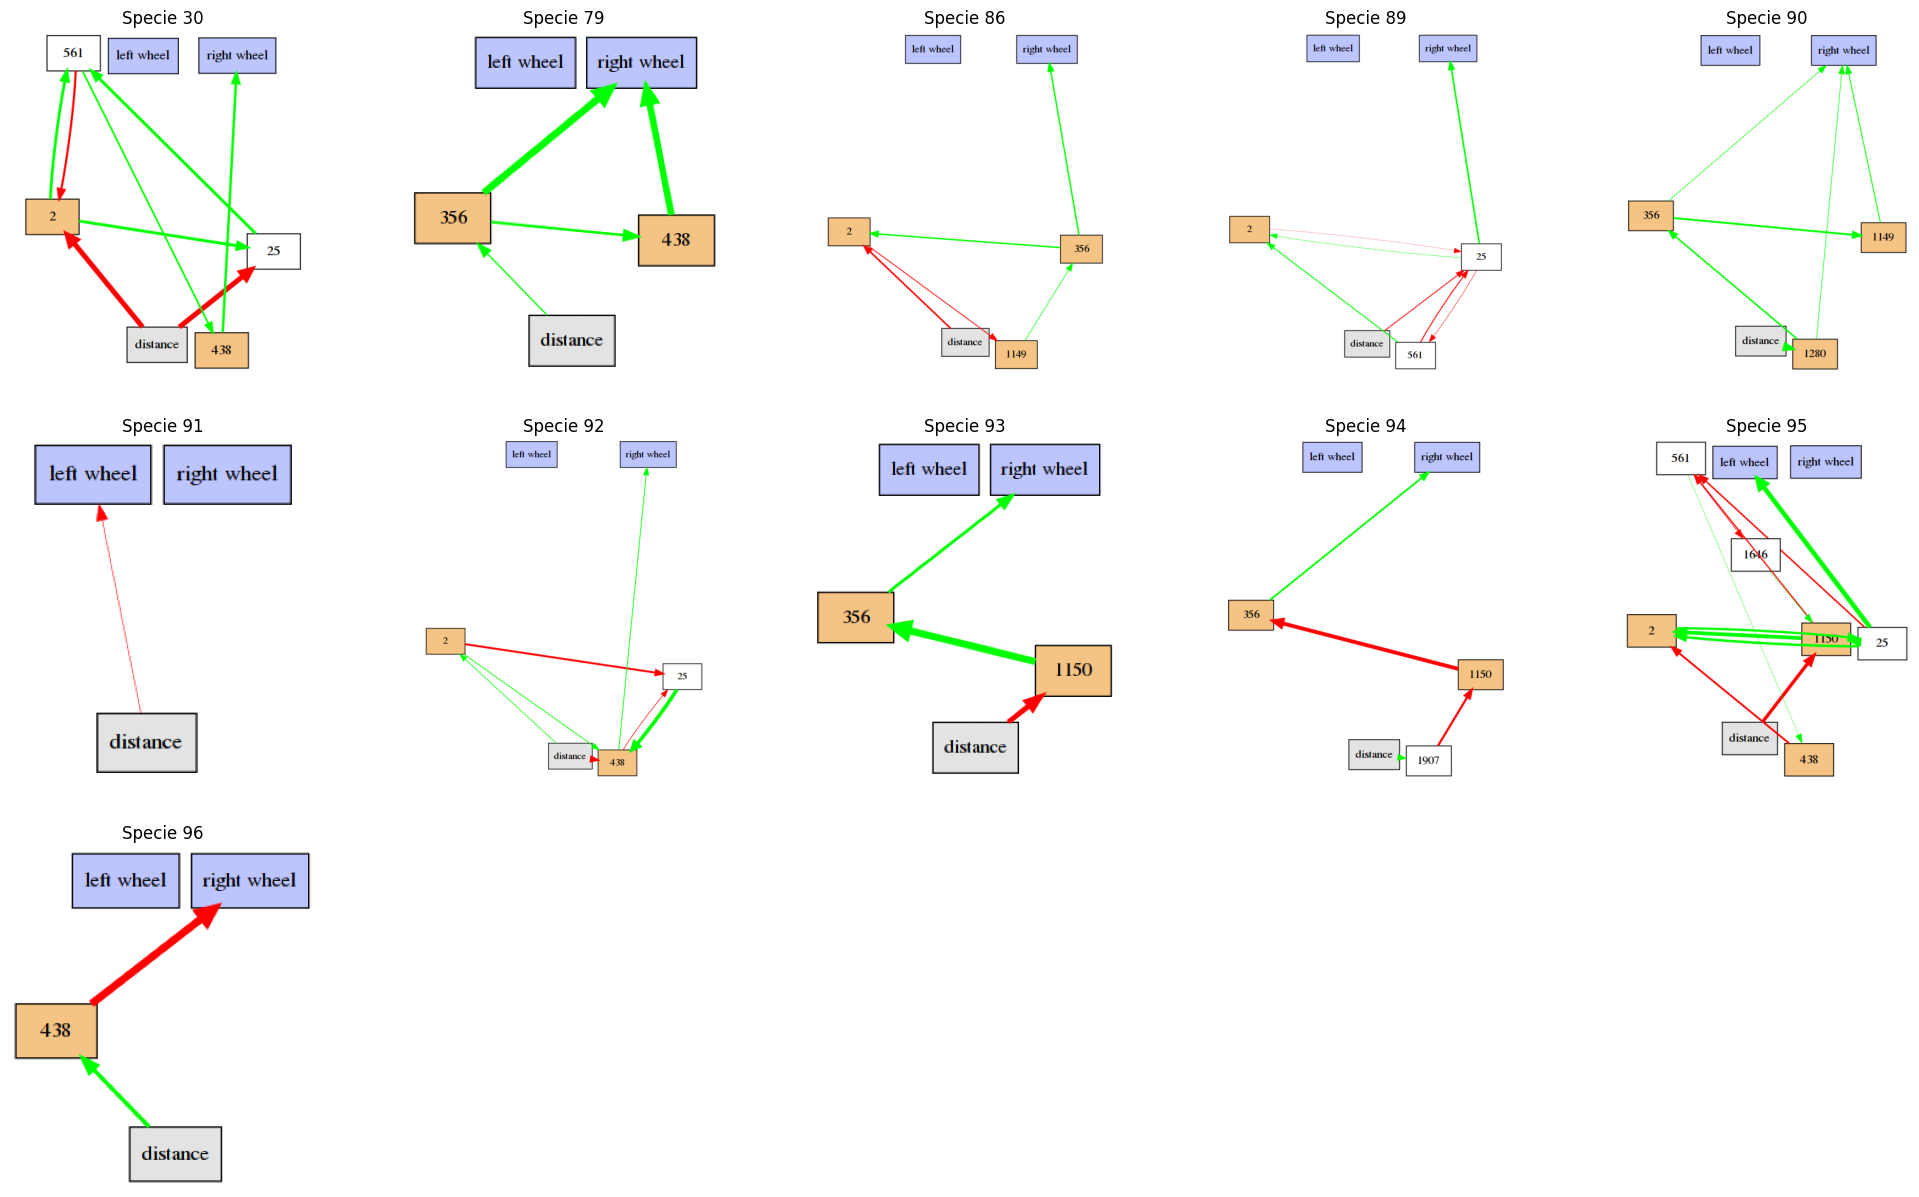 Specie 30
561
left wheel
right wheel
2
25
distance
438
Specie 79
left wheel
right wheel
356
438
distance
Specie 86
left wheel
right wheel
2
356
distance
1149
Specie 89
left wheel
right wheel
2
25
distance
561
Specie 90
left wheel
right wheel
356
1149
distance
1280
Specie 91
left wheel
right wheel
distance
Specie 92
left wheel
right wheel
2
25
distance
438
Specie 93
left wheel
right wheel
356
1150
distance
Specie 94
left wheel
right wheel
356
1150
distance
1907
Specie 95
561
left wheel
right wheel
1646
2
1150
25
distance
438
Specie 96
left wheel
right wheel
438
distance